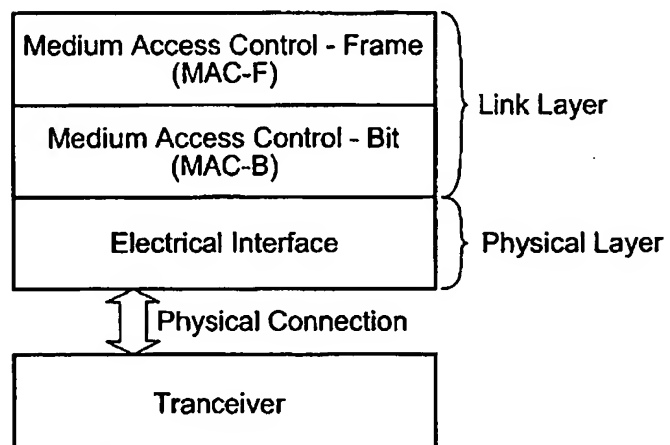 Medium Access Control - Frame
(MAC-F)
Link Layer
Medium Access Control - Bit
(MAC-B)
Electrical Interface
Physical Layer
Physical Connection
Tranceiver